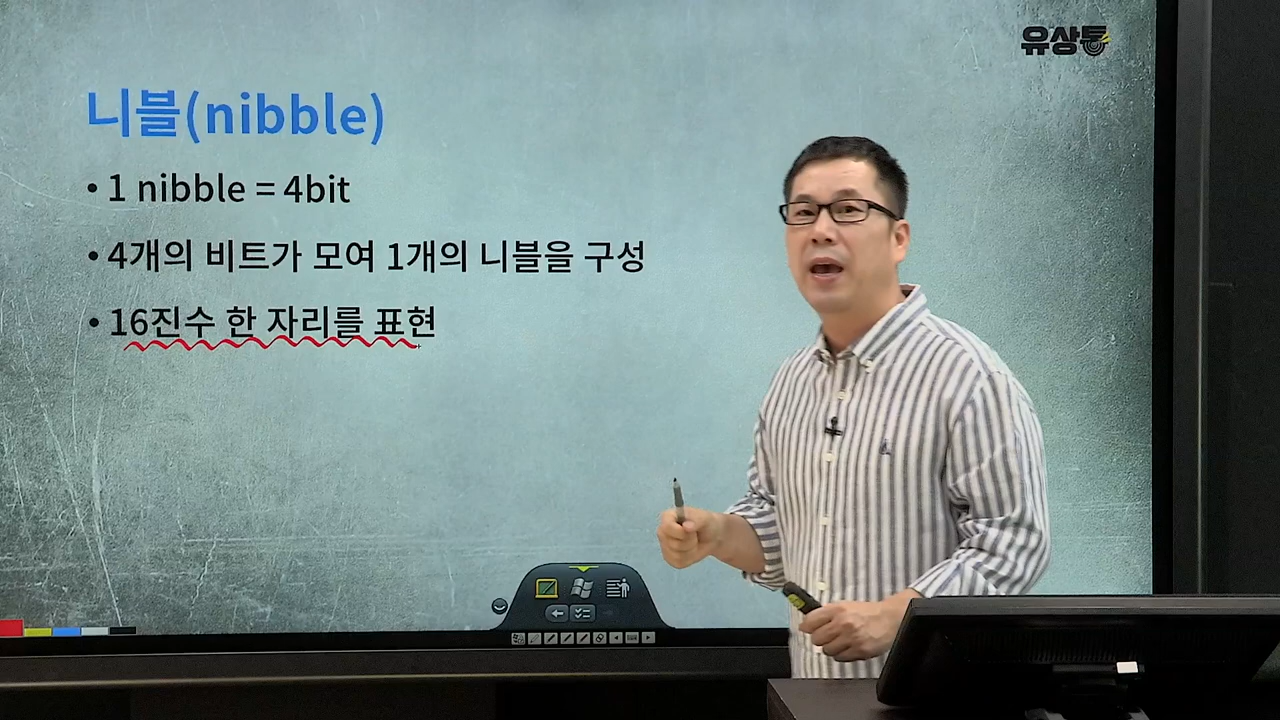 유상통
니블(nibble)
• 1 nibble = 4bit
• 4개의 비트가 모여 1개의 니블을 구성
• 16진수 한 자리를 표현